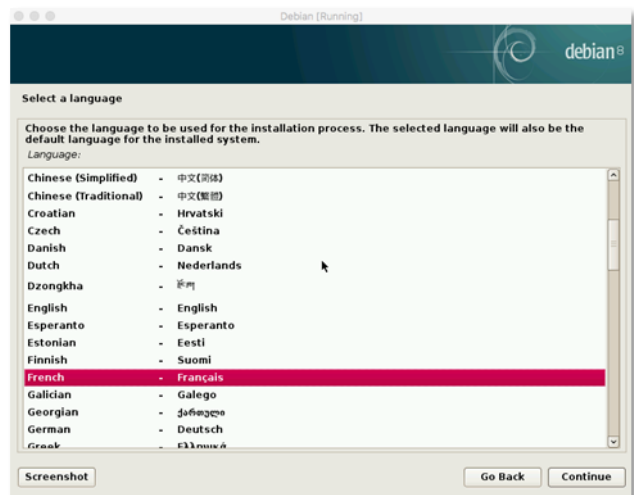 Debian [Running]
debian 8
Select a language
Choose the language to be used for the installation process. The selected language will also be the
default language for the installed system.
Language:
Chinese (Simplified) - 中文(简体)
Chinese (Traditional) - 中文(繁體)
Croatian - Hrvatski
Czech - Čeština
Danish - Dansk
Dutch - Nederlands
Dzongkha - རྫོང་ཁ།
English - English
Esperanto - Esperanto
Estonian - Eesti
Finnish - Suomi
French - Français
Galician - Galego
Georgian - ქართული
German - Deutsch
Greek - Ελληνικά
Screenshot
Go Back
Continue